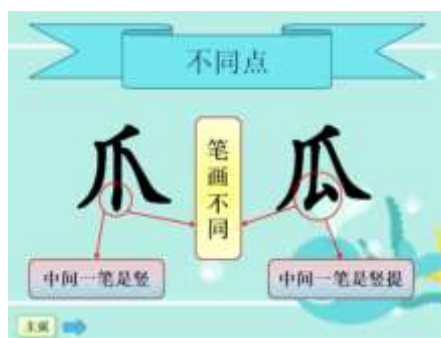 不同点
爪
笔画不同
瓜
中间一笔是竖
中间一笔是竖提
主页